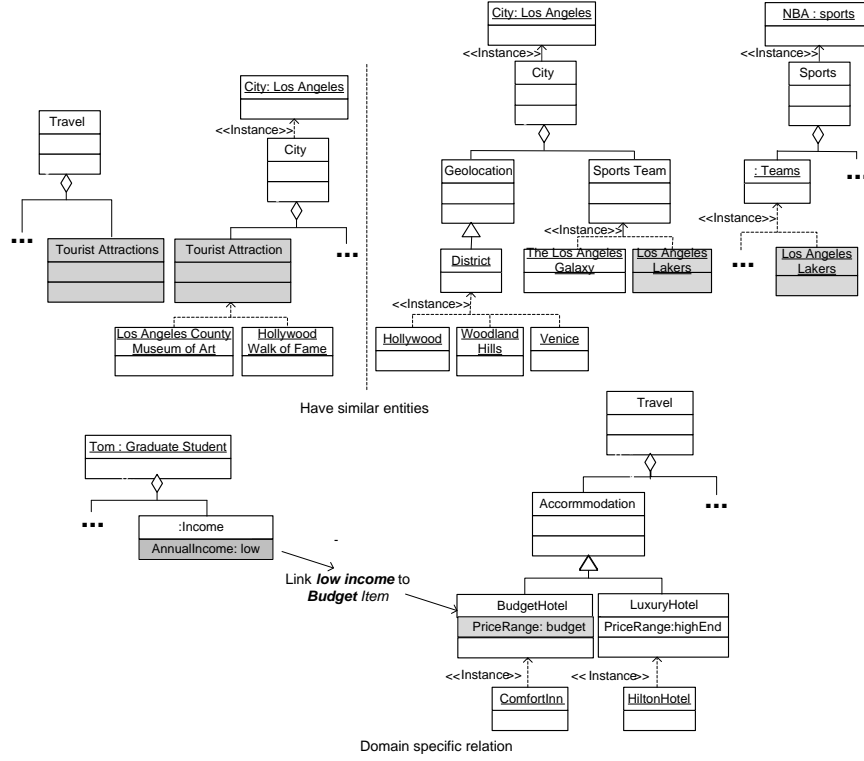 City: Los Angeles
NBA : sports
<<Instance>>
<<Instance>>
City
Sports
City: Los Angeles
Travel
<<Instance>>
City
Geolocation
Sports Team
: Teams
...
<<Instance>>
<<Instance>>
...
Tourist Attractions
Tourist Attraction
...
District
The Los Angeles
Galaxy
Los Angeles
Lakers
...
Los Angeles
Lakers
<<Instance>>
Los Angeles County
Museum of Art
Hollywood
Walk of Fame
Hollywood
Woodland
Hills
Venice
Have similar entities
Travel
Tom : Graduate Student
...
:Income
AnnualIncome: low
Accormmodation
...
Link low income to
Budget Item
BudgetHotel
PriceRange: budget
LuxuryHotel
PriceRange:highEnd
<<Instance>>
<<Instance>>
ComfortInn
HiltonHotel
Domain specific relation